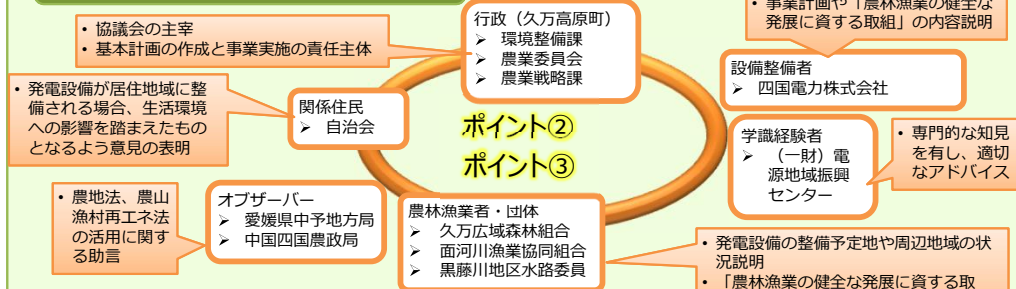 • 事業計画や「農林漁業の健全な
発展に資する取組」の内容説明
• 協議会の主宰
• 基本計画の作成と事業実施の責任主体
行政（久万高原町）
➢ 環境整備課
➢ 農業委員会
➢ 農業戦略課
設備整備者
➢ 四国電力株式会社
• 発電設備が居住地域に整
備される場合、生活環境
への影響を踏まえたもの
となるよう意見の表明
関係住民
➢ 自治会
ポイント②
ポイント③
学識経験者
➢ （一財）電
源地域振興
センター
• 専門的な知見
を有し、適切
なアドバイス
• 農地法、農山
漁村再エネ法
の活用に関す
る助言
オブザーバー
➢ 愛媛県中予地方局
➢ 中国四国農政局
農林漁業者・団体
➢ 久万広域森林組合
➢ 面河川漁業協同組合
➢ 黒藤川地区水路委員
• 発電設備の整備予定地や周辺地域の状
況説明
• 「農林漁業の健全な発展に資する取